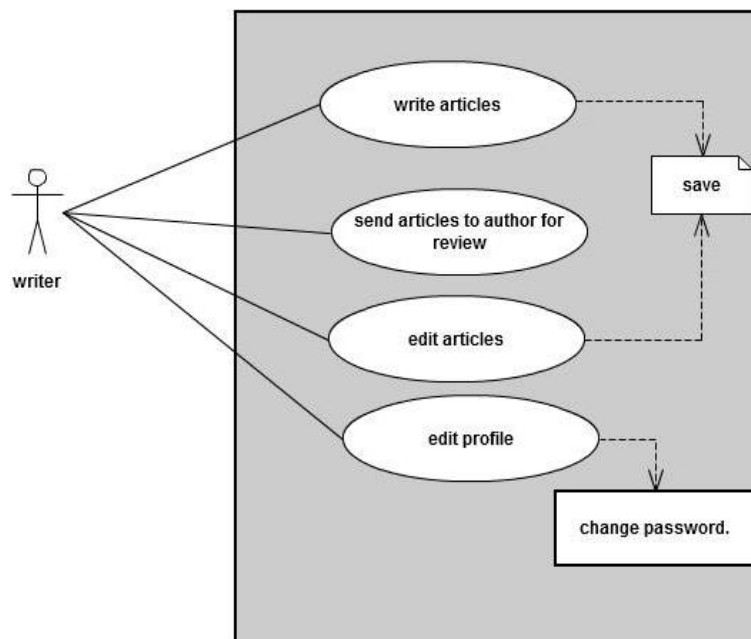 write articles
save
send articles to author for
review
writer
edit articles
edit profile
change password.